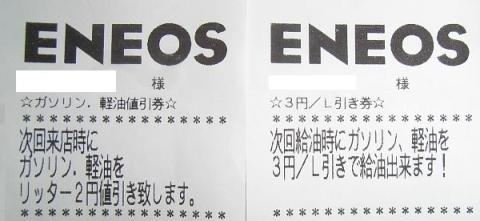 ENEOS
様
☆ガソリン．軽油値引券☆
********************
次回来店時に
ガソリン．軽油を
リッター２円値引き致します。
********************
ENEOS
様
☆３円／L引き券☆
********************
次回給油時にガソリン、軽油を
３円／L引きで給油出来ます！
********************